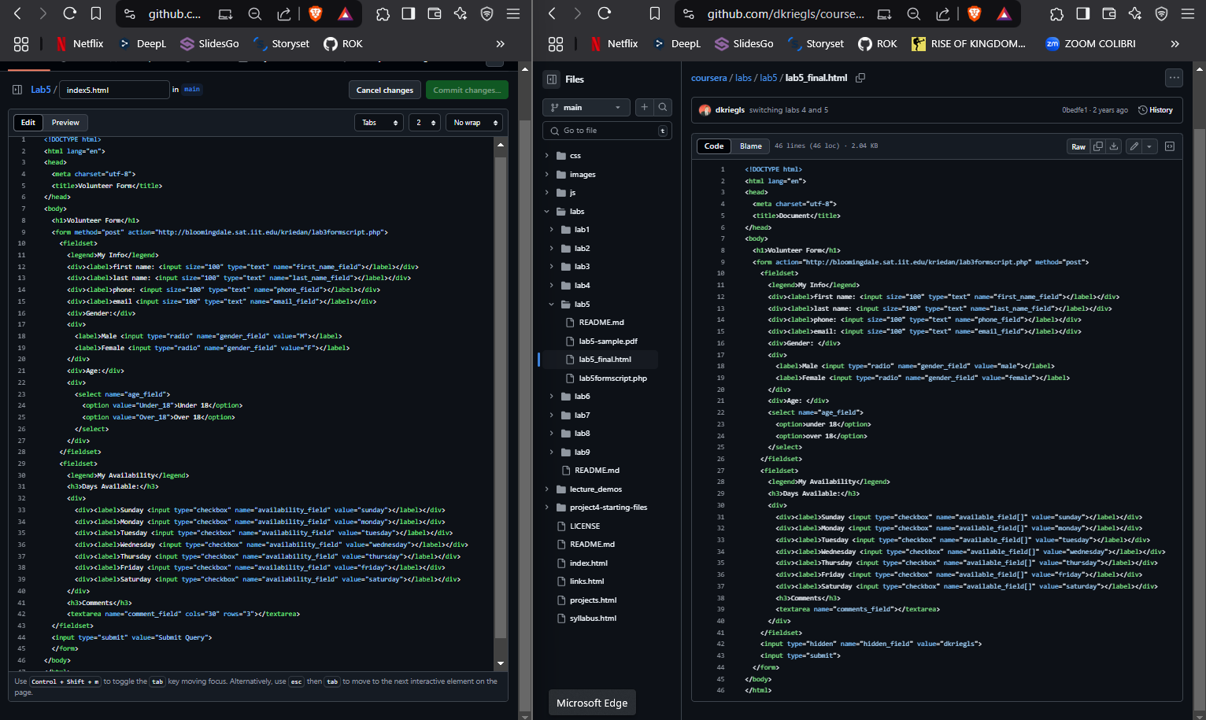 github.c...
Netflix
DeepL
SlidesGo
Storyset
ROK
»
Lab5 / index5.html in main
Cancel changes
Commit changes...
Edit
Preview
Tabs
2
No wrap
1 <!DOCTYPE html>
2 <html lang="en">
3 <head>
4 <meta charset="utf-8">
5 <title>Volunteer Form</title>
6 </head>
7 <body>
8 <h1>Volunteer Form</h1>
9 <form method="post" action="http://bloomingdale.sat.iit.edu/kriedan/lab3formscript.php">
10 <fieldset>
11 <legend>My Info</legend>
12 <div><label>first name: <input size="100" type="text" name="first_name_field"></label></div>
13 <div><label>last name: <input size="100" type="text" name="last_name_field"></label></div>
14 <div><label>phone: <input size="100" type="text" name="phone_field"></label></div>
15 <div><label>email <input size="100" type="text" name="email_field"></label></div>
16 <div>Gender:</div>
17 <div>
18 <label>Male <input type="radio" name="gender_field" value="M"></label>
19 <label>Female <input type="radio" name="gender_field" value="F"></label>
20 </div>
21 <div>Age:</div>
22 <div>
23 <select name="age_field">
24 <option value="Under_18">Under 18</option>
25 <option value="Over_18">Over 18</option>
26 </select>
27 </div>
28 </fieldset>
29 <fieldset>
30 <legend>My Availability</legend>
31 <h3>Days Available:</h3>
32 <div>
33 <div><label>Sunday <input type="checkbox" name="availability_field" value="sunday"></label></div>
34 <div><label>Monday <input type="checkbox" name="availability_field" value="monday"></label></div>
35 <div><label>Tuesday <input type="checkbox" name="availability_field" value="tuesday"></label></div>
36 <div><label>Wednesday <input type="checkbox" name="availability_field" value="wednesday"></label></div>
37 <div><label>Thursday <input type="checkbox" name="availability_field" value="thursday"></label></div>
38 <div><label>Friday <input type="checkbox" name="availability_field" value="friday"></label></div>
39 <div><label>Saturday <input type="checkbox" name="availability_field" value="saturday"></label></div>
40 </div>
41 <h3>Comments</h3>
42 <textarea name="comment_field" cols="30" rows="3"></textarea>
43 </fieldset>
44 <input type="submit" value="Submit Query">
45 </form>
46 </body>
Use Control + Shift + m to toggle the tab key moving focus. Alternatively, use esc then tab to move to the next interactive element on the
page.
github.com/dkriegls/course...
Netflix
DeepL
SlidesGo
Storyset
ROK
RISE OF KINGDOM...
ZOOM COLIBRI
»
Files
main
Go to file
t
css
images
js
labs
lab1
lab2
lab3
lab4
lab5
README.md
lab5-sample.pdf
lab5_final.html
lab5formscript.php
lab6
lab7
lab8
lab9
README.md
lecture_demos
project4-starting-files
LICENSE
README.md
index.html
links.html
projects.html
syllabus.html
Microsoft Edge
coursera / labs / lab5 / lab5_final.html
dkriegls switching labs 4 and 5
0bedfe1 · 2 years ago
History
Code
Blame
46 lines (46 loc) · 2.04 KB
Raw
1 <!DOCTYPE html>
2 <html lang="en">
3 <head>
4 <meta charset="utf-8">
5 <title>Document</title>
6 </head>
7 <body>
8 <h1>Volunteer Form</h1>
9 <form action="http://bloomingdale.sat.iit.edu/kriedan/lab3formscript.php" method="post">
10 <fieldset>
11 <legend>My Info</legend>
12 <div><label>first name: <input size="100" type="text" name="first_name_field"></label></div>
13 <div><label>last name: <input size="100" type="text" name="last_name_field"></label></div>
14 <div><label>phone: <input size="100" type="text" name="phone_field"></label></div>
15 <div><label>email: <input size="100" type="text" name="email_field"></label></div>
16 <div>Gender: </div>
17 <div>
18 <label>Male <input type="radio" name="gender_field" value="male"></label>
19 <label>Female <input type="radio" name="gender_field" value="female"></label>
20 </div>
21 <div>Age: </div>
22 <select name="age_field">
23 <option>under 18</option>
24 <option>over 18</option>
25 </select>
26 </fieldset>
27 <fieldset>
28 <legend>My Availability</legend>
29 <h3>Days Available:</h3>
30 <div>
31 <div><label>Sunday <input type="checkbox" name="available_field[]" value="sunday"></label></div>
32 <div><label>Monday <input type="checkbox" name="available_field[]" value="monday"></label></div>
33 <div><label>Tuesday <input type="checkbox" name="available_field[]" value="tuesday"></label></div>
34 <div><label>Wednesday <input type="checkbox" name="available_field[]" value="wednesday"></label></div>
35 <div><label>Thursday <input type="checkbox" name="available_field[]" value="thursday"></label></div>
36 <div><label>Friday <input type="checkbox" name="available_field[]" value="friday"></label></div>
37 <div><label>Saturday <input type="checkbox" name="available_field[]" value="saturday"></label></div>
38 <h3>Comments</h3>
39 <textarea name="comments_field"></textarea>
40 </div>
41 </fieldset>
42 <input type="hidden" name="hidden_field" value="dkriegls">
43 <input type="submit">
44 </form>
45 </body>
46 </html>